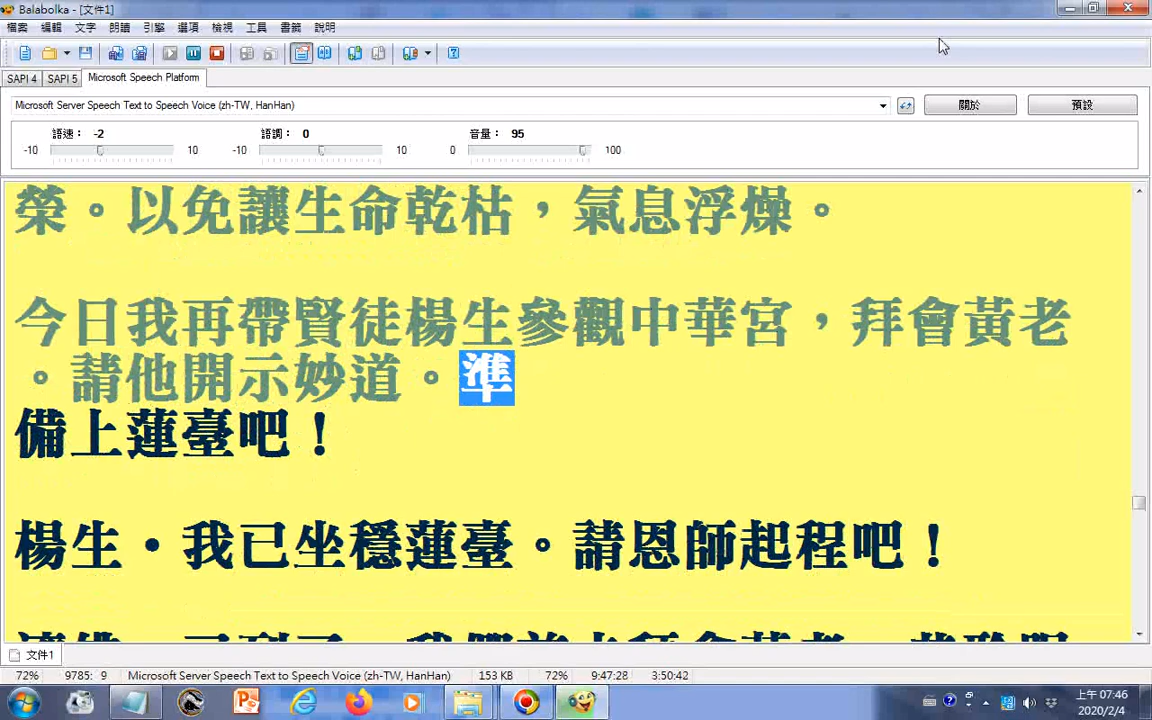 Balabolka - [文件1]
檔案 編輯 文字 朗讀 引擎 選項 檢視 工具 書籤 說明
SAPI 4 SAPI 5 Microsoft Speech Platform
Microsoft Server Speech Text to Speech Voice (zh-TW, HanHan) 關於 預設
語速： -2 語調： 0 音量： 95
-10 10 -10 10 0 100
榮。以免讓生命乾枯，氣息浮燥。
今日我再帶賢徒楊生參觀中華宮，拜會黃老
。請他開示妙道。準
備上蓮臺吧！
楊生•我已坐穩蓮臺。請恩師起程吧！
文件1
72% 9785: 9 Microsoft Server Speech Text to Speech Voice (zh-TW, HanHan) 153 KB 72% 9:47:28 3:50:42
上午 07:46
2020/2/4